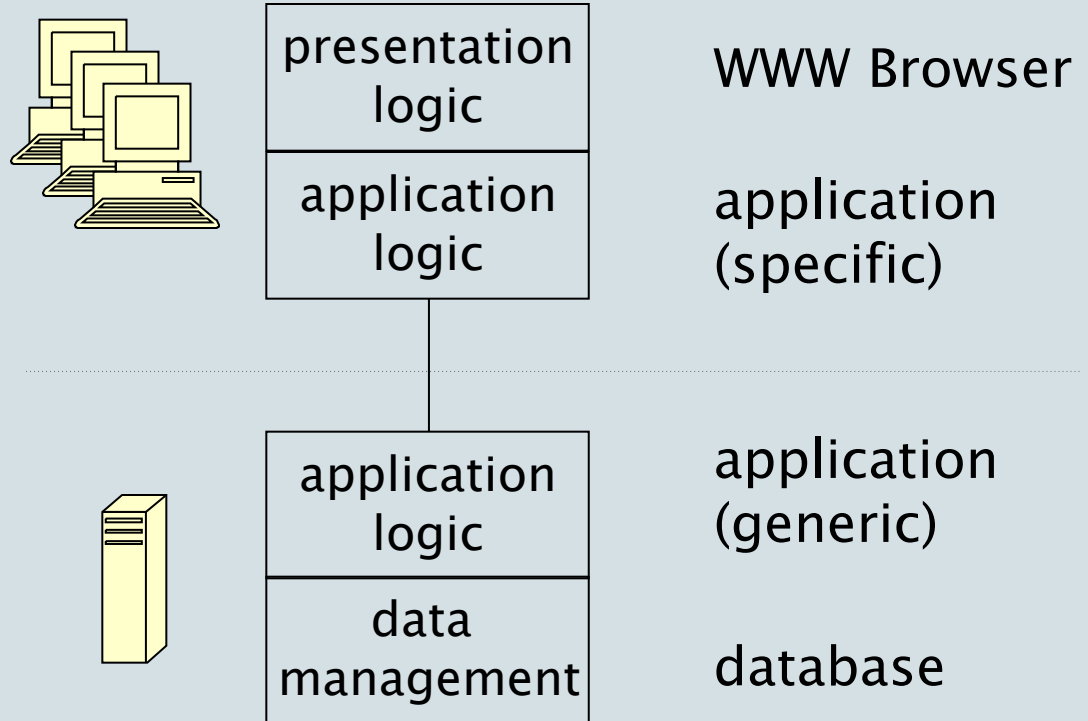 presentation
logic
WWW Browser
application
logic
application
(specific)
application
logic
application
(generic)
data
management
database